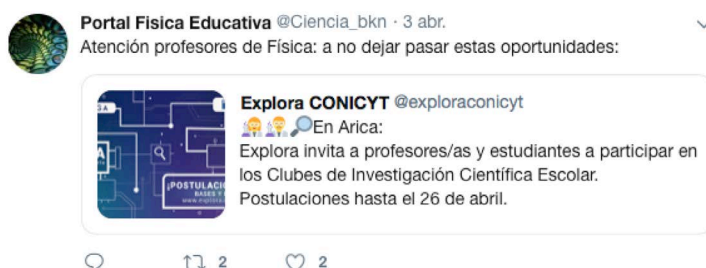 Portal Fisica Educativa @Ciencia_bkn · 3 abr.
Atención profesores de Física: a no dejar pasar estas oportunidades:
Explora CONICYT @exploraconicyt
En Arica:
Explora invita a profesores/as y estudiantes a participar en
los Clubes de Investigación Científica Escolar.
Postulaciones hasta el 26 de abril.
2 2